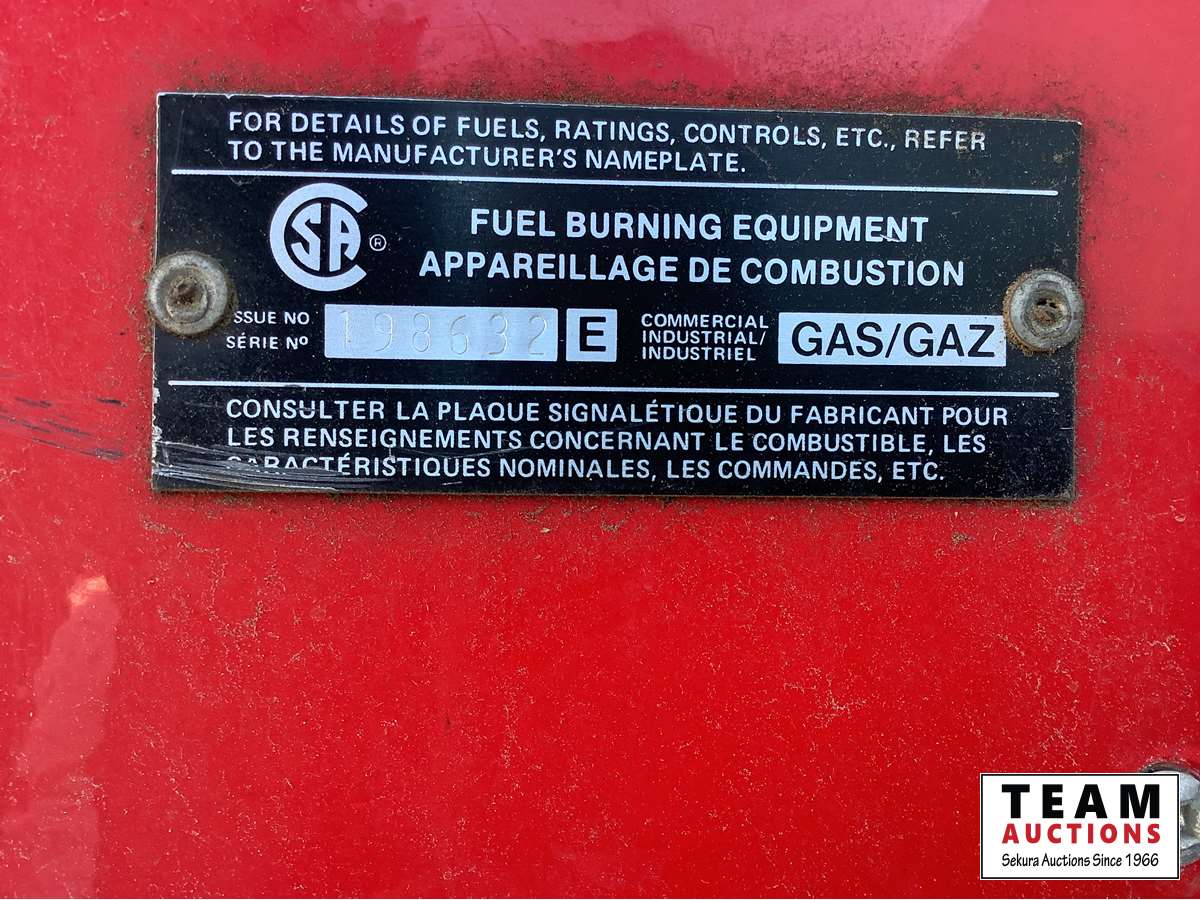 FOR DETAILS OF FUELS, RATINGS, CONTROLS, ETC., REFER
TO THE MANUFACTURER'S NAMEPLATE.
CSA ®
FUEL BURNING EQUIPMENT
APPAREILLAGE DE COMBUSTION
ISSUE NO
SÉRIE Nº
198632 E
COMMERCIAL
INDUSTRIAL/
INDUSTRIEL
GAS/GAZ
CONSULTER LA PLAQUE SIGNALÉTIQUE DU FABRICANT POUR
LES RENSEIGNEMENTS CONCERNANT LE COMBUSTIBLE, LES
CARACTÉRISTIQUES NOMINALES, LES COMMANDES, ETC.
TEAM
AUCTIONS
Sekura Auctions Since 1966